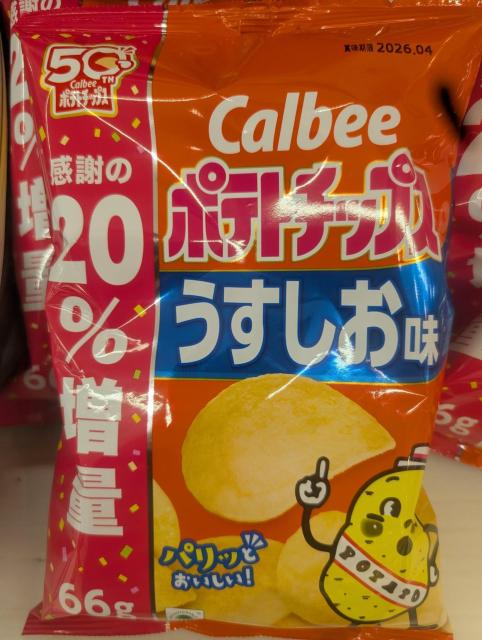 賞味期限 2026.04
50TH
Calbee
ポテトチップス
感謝の
20
%
増
量
66g
Calbee
ポテトチップス
うすしお味
パリッと
おいしい!
POTATO